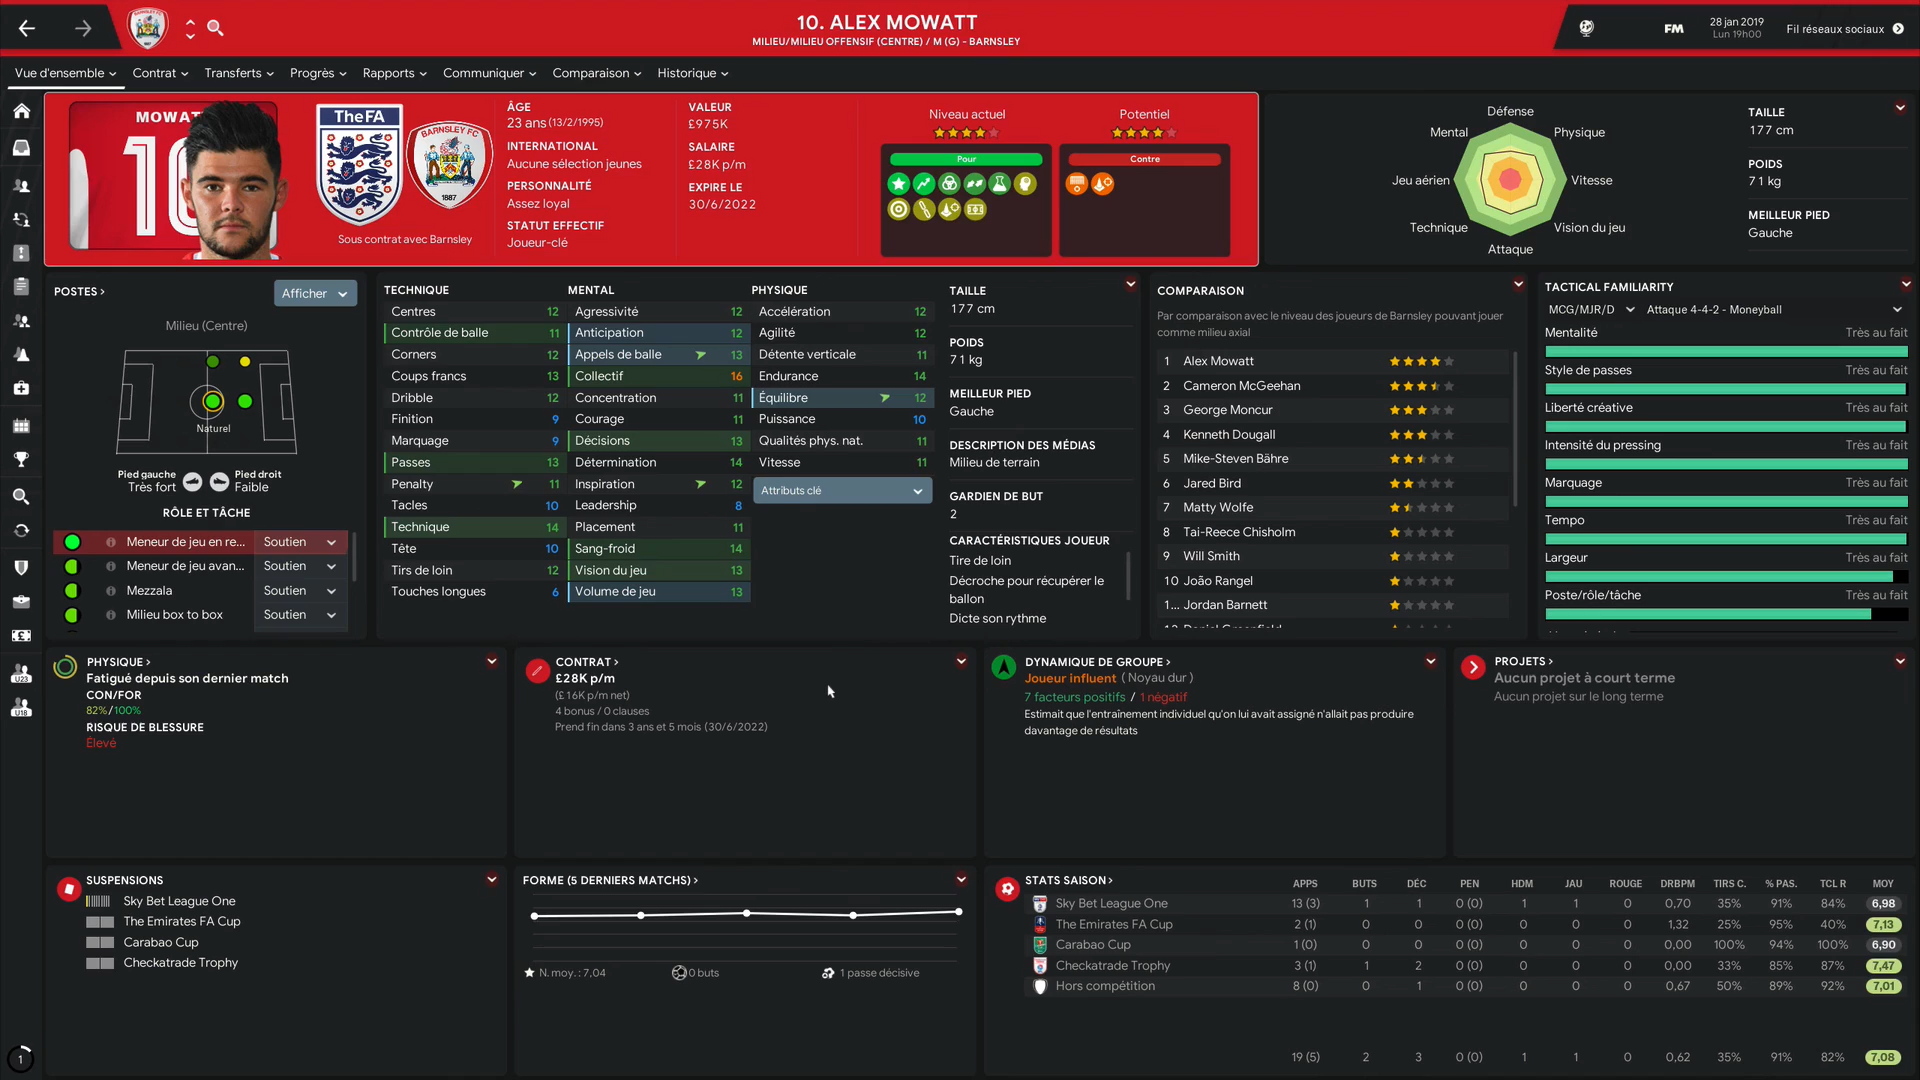 10. ALEX MOWATT
MILIEU/MILIEU OFFENSIF (CENTRE) / M (G) - BARNSLEY
FM
28 jan 2019
Lun 19h00
Fil réseaux sociaux
Vue d'ensemble
Contrat
Transferts
Progrès
Rapports
Communiquer
Comparaison
Historique
MOWAT
10
The FA
BARNSLEY FC
1887
Sous contrat avec Barnsley
ÂGE
23 ans (13/2/1995)
INTERNATIONAL
Aucune sélection jeunes
PERSONNALITÉ
Assez loyal
STATUT EFFECTIF
Joueur-clé
VALEUR
£975K
SALAIRE
£28K p/m
EXPIRE LE
30/6/2022
Niveau actuel
Potentiel
Pour
Contre
Défense
Mental
Physique
Jeu aérien
Vitesse
Technique
Vision du jeu
Attaque
TAILLE
177 cm
POIDS
71 kg
MEILLEUR PIED
Gauche
POSTES >
Afficher
Milieu (Centre)
Naturel
Pied gauche
Très fort
Pied droit
Faible
RÔLE ET TÂCHE
Meneur de jeu en re... Soutien
Meneur de jeu avan... Soutien
Mezzala Soutien
Milieu box to box Soutien
TECHNIQUE
Centres 12
Contrôle de balle 11
Corners 12
Coups francs 13
Dribble 12
Finition 9
Marquage 9
Passes 13
Penalty 11
Tacles 10
Technique 14
Tête 10
Tirs de loin 12
Touches longues 6
MENTAL
Agressivité 12
Anticipation 12
Appels de balle 13
Collectif 16
Concentration 11
Courage 11
Décisions 13
Détermination 14
Inspiration 12
Leadership 8
Placement 11
Sang-froid 14
Vision du jeu 13
Volume de jeu 13
PHYSIQUE
Accélération 12
Agilité 12
Détente verticale 11
Endurance 14
Équilibre 12
Puissance 10
Qualités phys. nat. 11
Vitesse 11
Attributs clé
TAILLE
177 cm
POIDS
71 kg
MEILLEUR PIED
Gauche
DESCRIPTION DES MÉDIAS
Milieu de terrain
GARDIEN DE BUT
2
CARACTÉRISTIQUES JOUEUR
Tire de loin
Décroche pour récupérer le
ballon
Dicte son rythme
COMPARAISON
Par comparaison avec le niveau des joueurs de Barnsley pouvant jouer
comme milieu axial
1 Alex Mowatt
2 Cameron McGeehan
3 George Moncur
4 Kenneth Dougall
5 Mike-Steven Bähre
6 Jared Bird
7 Matty Wolfe
8 Tai-Reece Chisholm
9 Will Smith
10 João Rangel
1... Jordan Barnett
TACTICAL FAMILIARITY
MCG/MJR/D
Attaque 4-4-2 - Moneyball
Mentalité Très au fait
Style de passes Très au fait
Liberté créative Très au fait
Intensité du pressing Très au fait
Marquage Très au fait
Tempo Très au fait
Largeur Très au fait
Poste/rôle/tâche Très au fait
PHYSIQUE >
Fatigué depuis son dernier match
CON/FOR
82%/100%
RISQUE DE BLESSURE
Élevé
CONTRAT >
£28K p/m
(£16K p/m net)
4 bonus / 0 clauses
Prend fin dans 3 ans et 5 mois (30/6/2022)
DYNAMIQUE DE GROUPE >
Joueur influent ( Noyau dur )
7 facteurs positifs / 1 négatif
Estimait que l'entraînement individuel qu'on lui avait assigné n'allait pas produire
davantage de résultats
PROJETS >
Aucun projet à court terme
Aucun projet sur le long terme
U23
U18
1
SUSPENSIONS
Sky Bet League One
The Emirates FA Cup
Carabao Cup
Checkatrade Trophy
FORME (5 DERNIERS MATCHS) >
N. moy. : 7,04
0 buts
1 passe décisive
STATS SAISON > APPS BUTS DÉC PEN HDM JAU ROUGE DRBPM TIRS C. % PAS. TCL R MOY
Sky Bet League One 13 (3) 1 1 0 (0) 1 1 0 0,70 35% 91% 84% 6,98
The Emirates FA Cup 2 (1) 0 0 0 (0) 0 0 0 1,32 25% 95% 40% 7,13
Carabao Cup 1 (0) 0 0 0 (0) 0 0 0 0,00 100% 94% 100% 6,90
Checkatrade Trophy 3 (1) 1 2 0 (0) 0 0 0 0,00 33% 85% 87% 7,47
Hors compétition 8 (0) 0 1 0 (0) 0 0 0 0,67 50% 89% 92% 7,01
19 (5) 2 3 0 (0) 1 1 0 0,62 35% 91% 82% 7,08